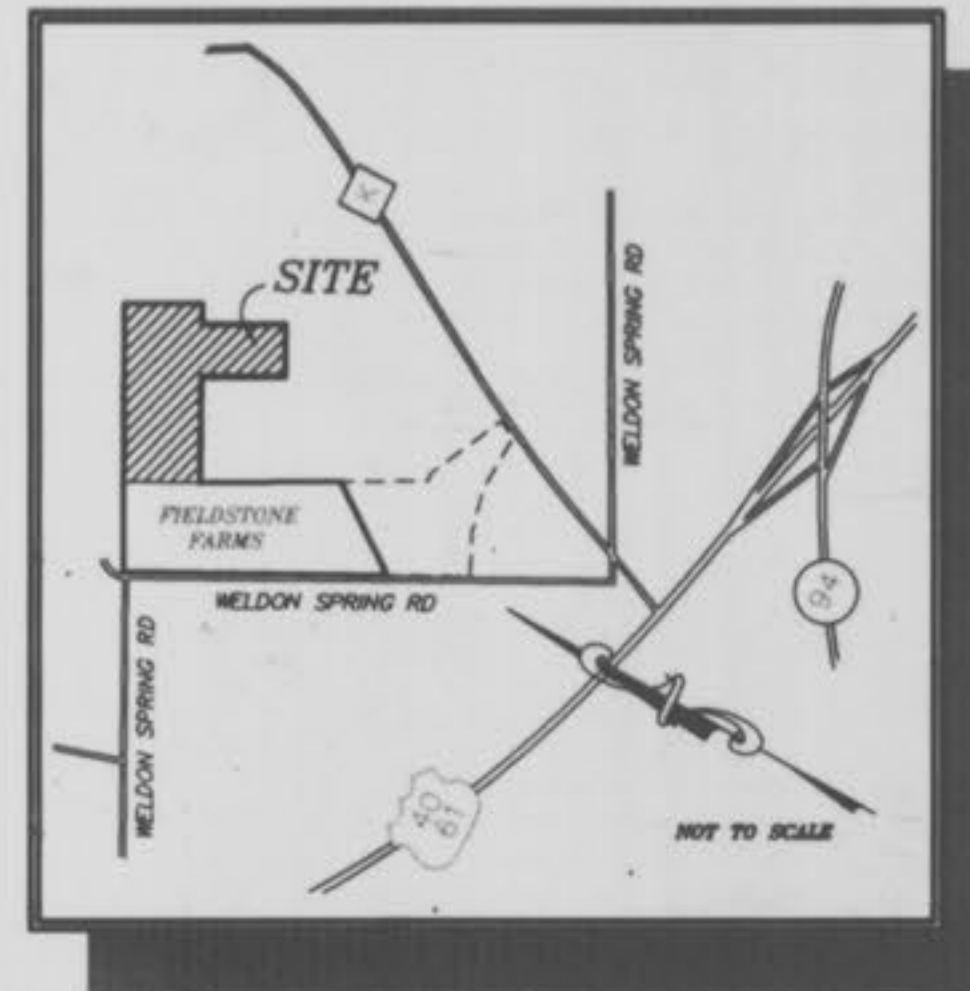 K
SITE
WELDON SPRING RD
FIELDSTONE
FARMS
WELDON SPRING RD
94
WELDON SPRING RD
40
61
NOT TO SCALE